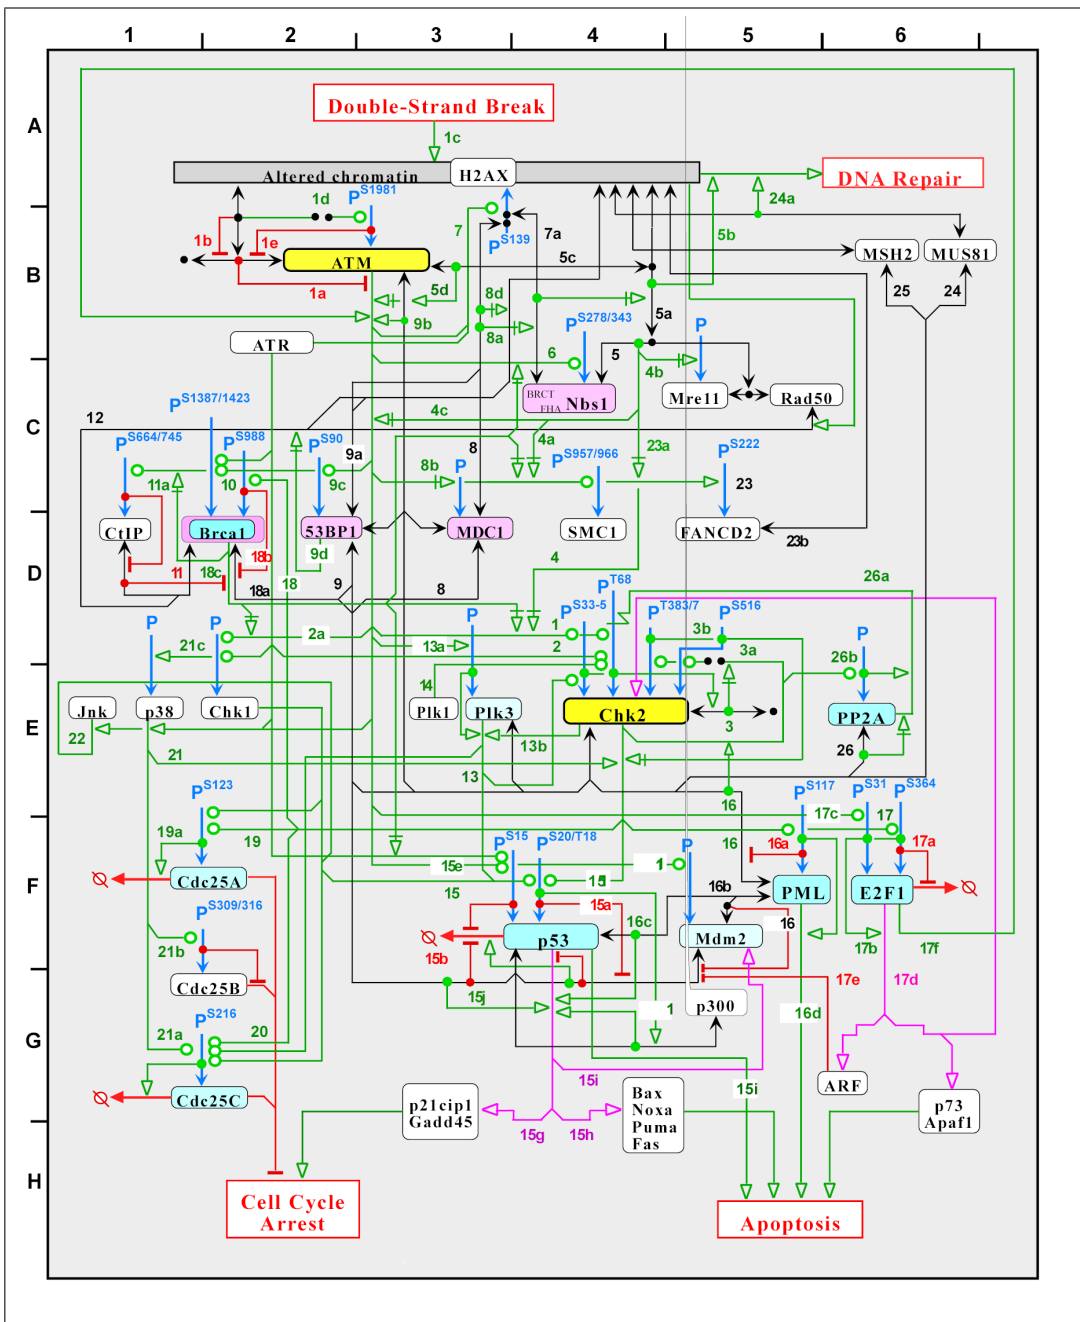 1 2 3 4 5 6
A
Double-Strand Break
1c
Altered chromatin
H2AX
DNA Repair
24a
1d
P S1981
7
7a
P S139
5b
1b
1e
ATM
5c
MSH2
MUS81
B
1a
5d
8d
25
24
9b
8a
P S278/343
5a
P
ATR
6
5
4b
BRCT
FHA
Nbs1
Mre11
Rad50
P S1387/1423
12
4c
C
P S664/745
P S988
P S90
9a
8
4a
23a
P S957/966
P S222
11a
10
9c
8b
P
23
CtIP
Brca1
53BP1
MDC1
SMC1
FANCD2
23b
9d
18b
D
11
18c
18a
18
9
8
4
P T68
26a
P
P
2a
1
P S33-5
P T383/7
P S516
P
21c
13a
P
2
3b
3a
26b
14
E
Jnk
p38
Chk1
Plk1
Plk3
Chk2
PP2A
22
21
13b
3
26
13
P S123
16
P S117
P S31
P S364
17c
17
19a
19
P S15
P S20/T18
P
16
16a
17a
15e
1
F
Cdc25A
15
15
PML
E2F1
P S309/316
15a
16b
16c
16
p53
Mdm2
21b
15b
17b
17f
17d
Cdc25B
15j
17e
P S216
p300
G
21a
20
1
16d
15i
15i
Cdc25C
ARF
p21cip1
Gadd45
Bax
Noxa
Puma
Fas
p73
Apaf1
15g
15h
H
Cell Cycle
Arrest
Apoptosis